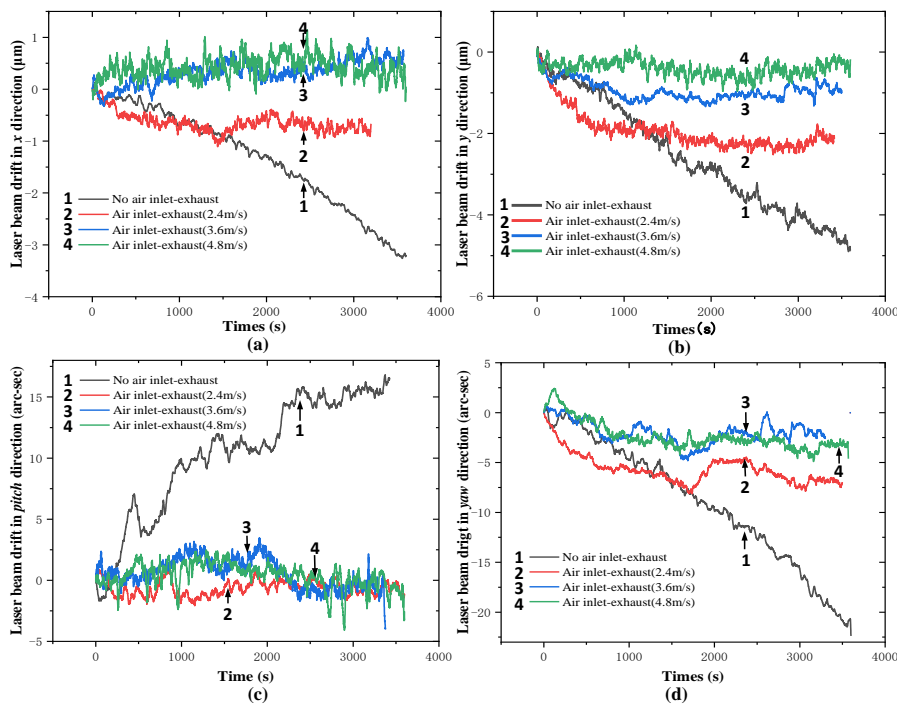 Laser beam drift in x direction (μm)
1
0
−1
−2
−3
−4
4
3
2
1
1 No air inlet-exhaust
2 Air inlet-exhaust(2.4m/s)
3 Air inlet-exhaust(3.6m/s)
4 Air inlet-exhaust(4.8m/s)
0 1000 2000 3000 4000
Times (s)
(a)
Laser beam drift in y direction (μm)
0
−2
−4
−6
4
3
2
1
1 No air inlet-exhaust
2 Air inlet-exhaust(2.4m/s)
3 Air inlet-exhaust(3.6m/s)
4 Air inlet-exhaust(4.8m/s)
0 1000 2000 3000 4000
Times(s)
(b)
Laser beam drift in pitch direction (arc-sec)
15
10
5
0
−5
1 No air inlet-exhaust
2 Air inlet-exhaust(2.4m/s)
3 Air inlet-exhaust(3.6m/s)
4 Air inlet-exhaust(4.8m/s)
1
3
4
2
0 1000 2000 3000 4000
Time (s)
(c)
Laser beam drigt in yaw direction (arc-sec)
5
0
−5
−10
−15
−20
3
2
4
1
1 No air inlet-exhaust
2 Air inlet-exhaust(2.4m/s)
3 Air inlet-exhaust(3.6m/s)
4 Air inlet-exhaust(4.8m/s)
0 1000 2000 3000 4000
Times (s)
(d)